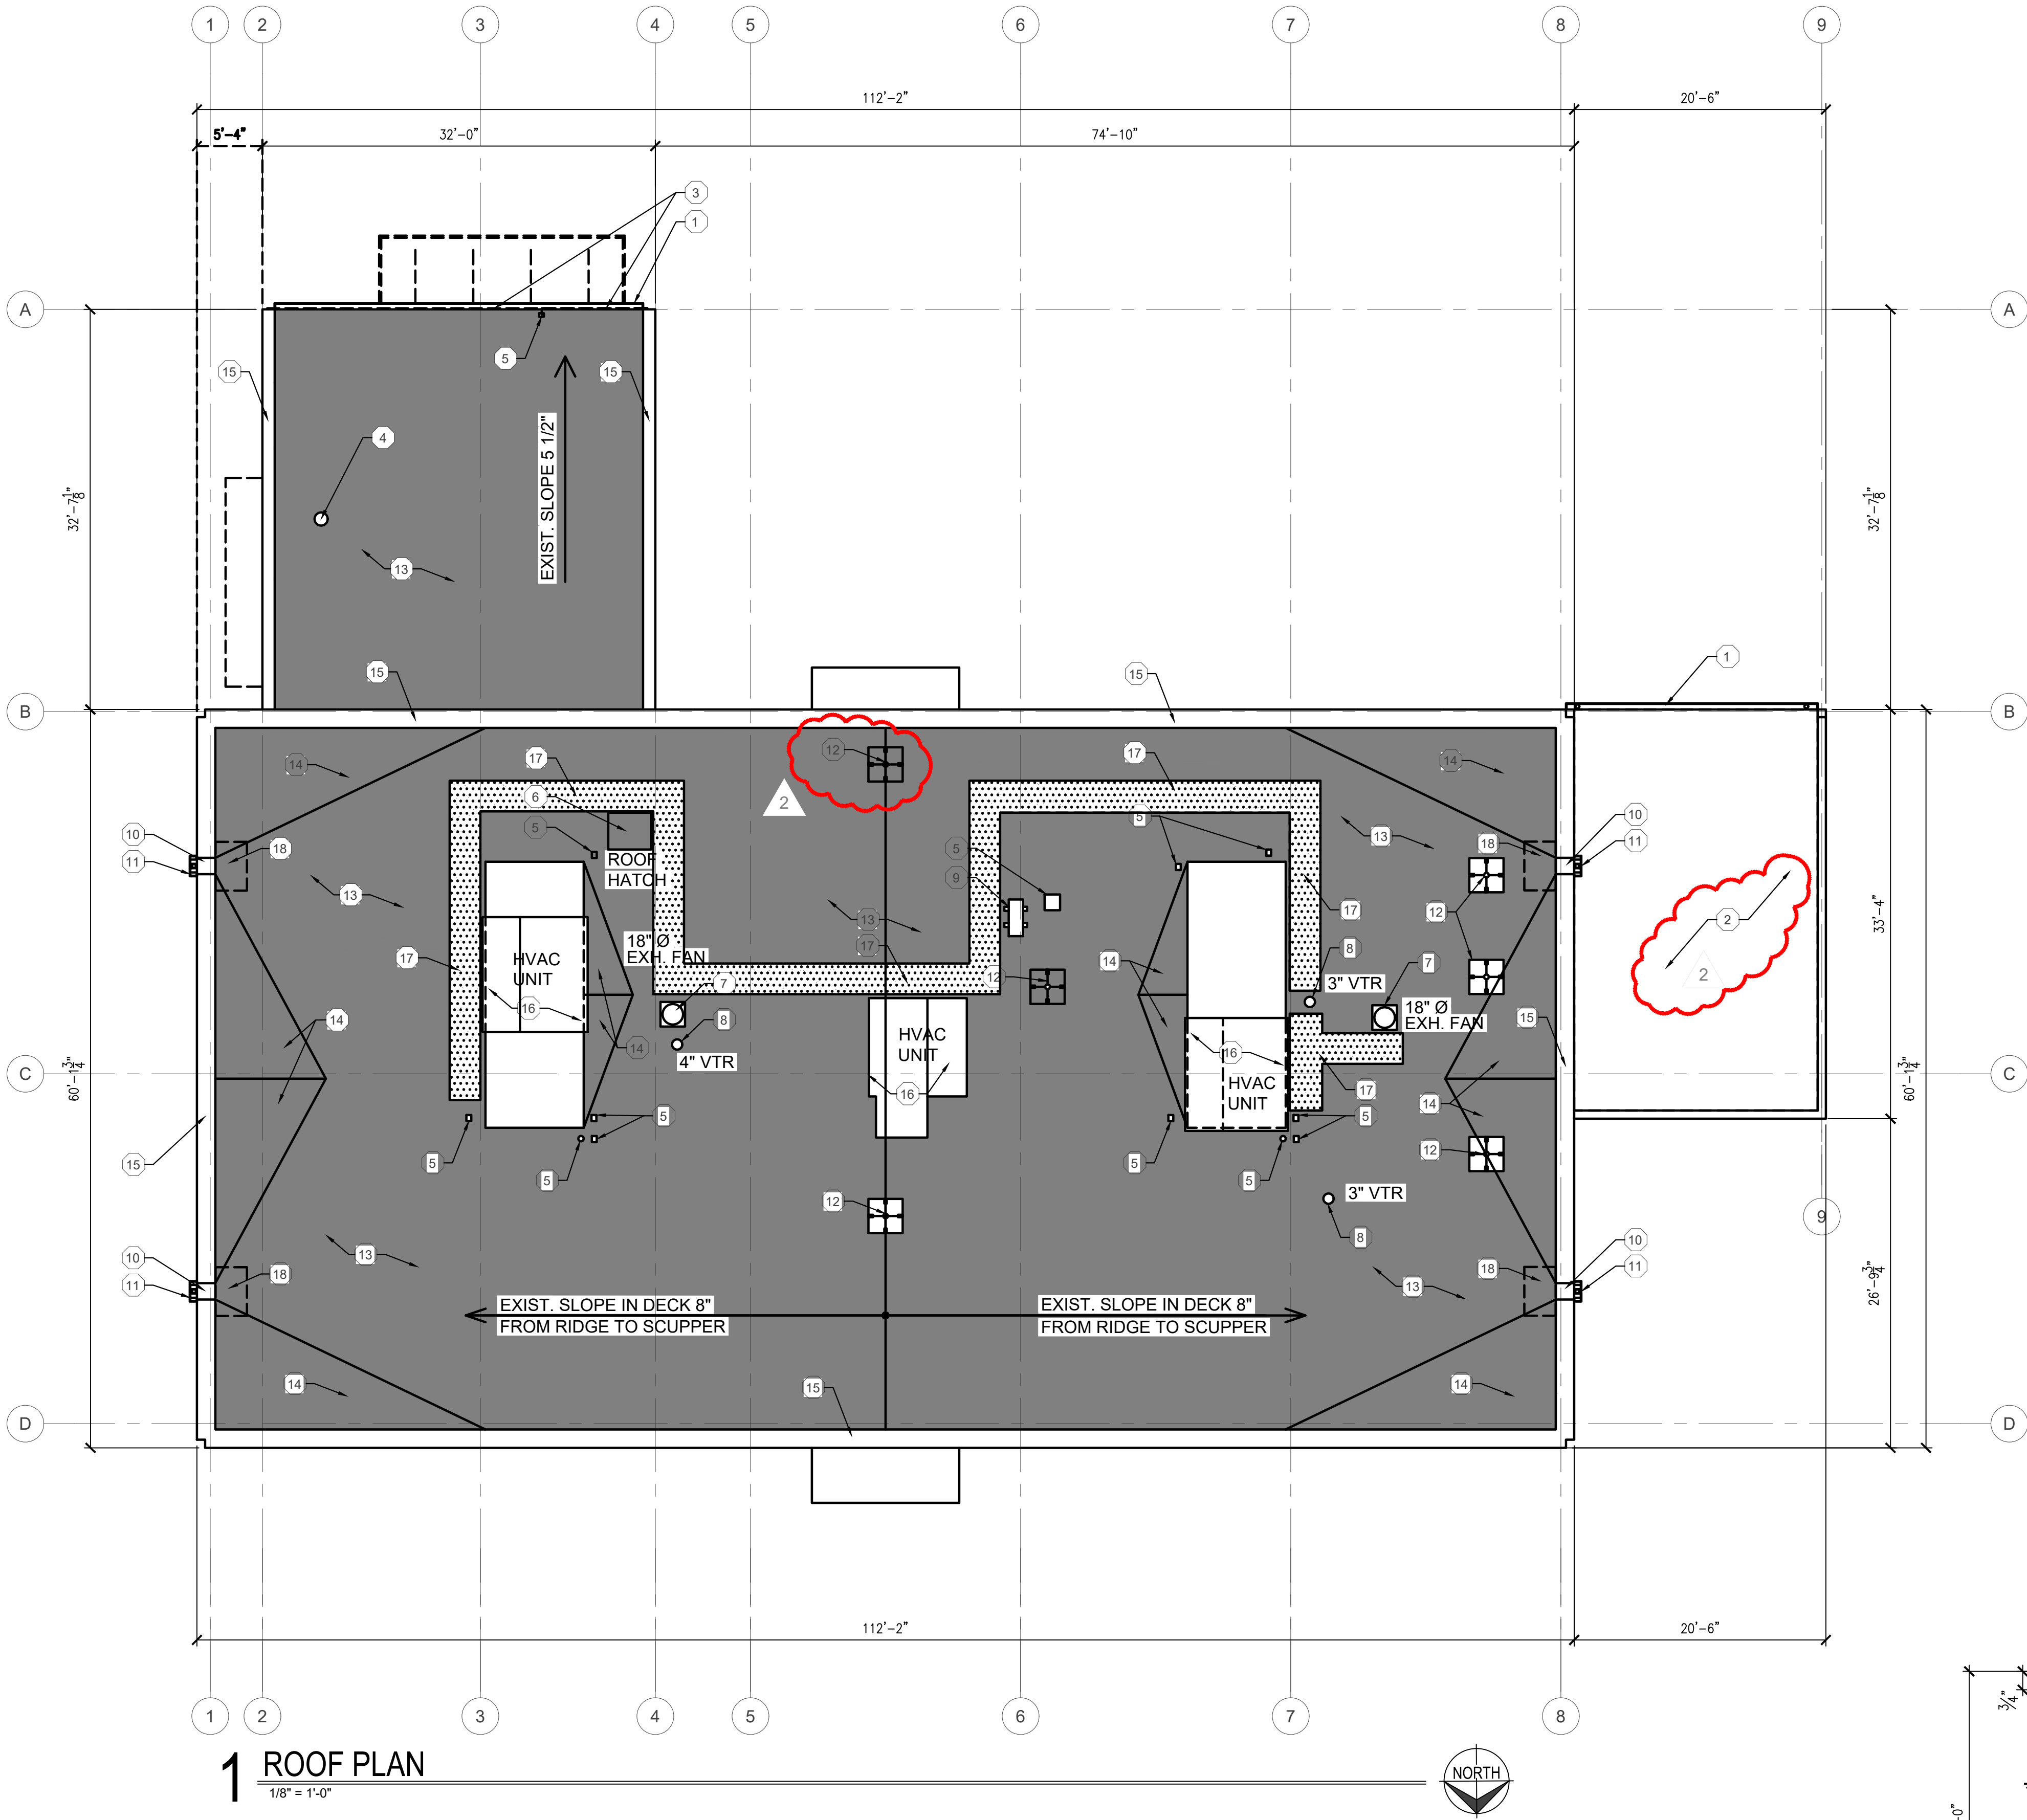 1 2 3 4 5 6 7 8 9
112'-2" 20'-6"
5'-4" 32'-0" 74'-10"
3
1
A A
5
15 15
4
EXIST. SLOPE 5 1/2"
32'-7 1/8" 32'-7 1/8"
13
15 15 1
B B
12
14 17 17 14
2
6
10 5 5 13 10
11 18 ROOF 5 18 11
HATCH 9
13
17 12
13 2
18" Ø 17 33'-4"
EXH. FAN
17 HVAC 14 8 7
UNIT 12 3" VTR 2
16 7 18" Ø
EXH. FAN
14 8 HVAC 15
14 UNIT 16
4" VTR
C C
HVAC
UNIT
60'-1 3/4" 16 17 14 60'-1 3/4"
5 5
15 5 5 12
5 5
12 3" VTR
9
8
10 13 10
11 18 18 11
13 26'-9 3/4"
EXIST. SLOPE IN DECK 8" EXIST. SLOPE IN DECK 8"
FROM RIDGE TO SCUPPER FROM RIDGE TO SCUPPER
14 15 14
D D
112'-2" 20'-6"
3/4"
1 2 3 4 5 6 7 8
1 ROOF PLAN
NORTH
1/8" = 1'-0"